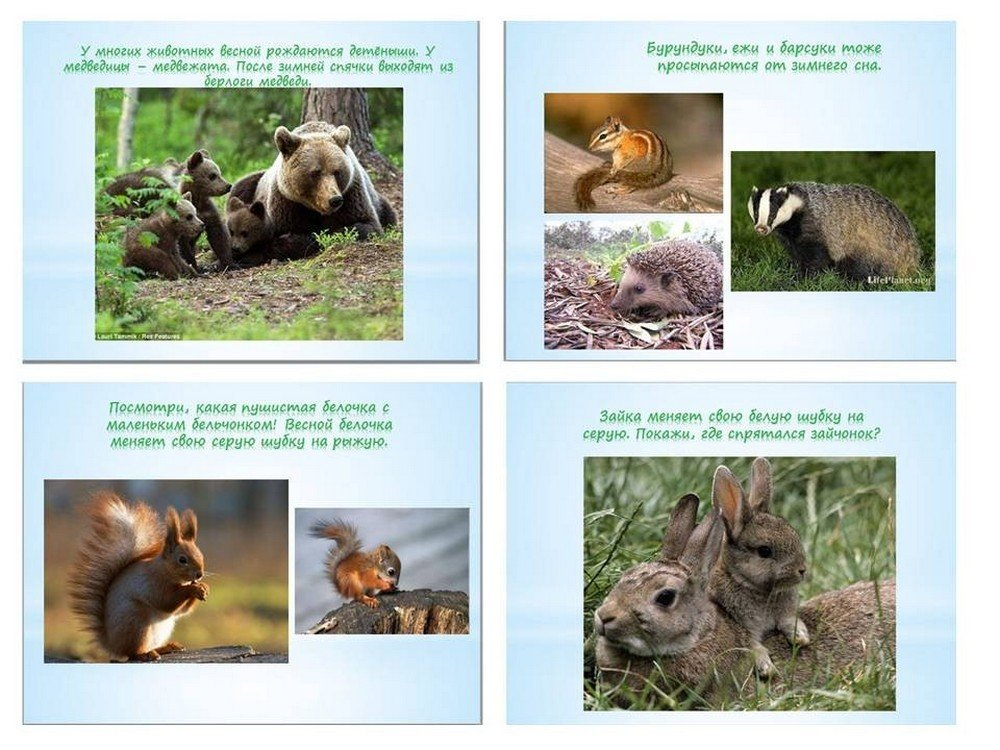 У многих животных весной рождаются детёныши. У
медведицы – медвежата. После зимней спячки выходят из
берлоги медведи.
Lauri Tammik / Rex Features
Бурундуки, ежи и барсуки тоже
просыпаются от зимнего сна.
LifePlanet.org
Посмотри, какая пушистая белочка с
маленьким бельчонком! Весной белочка
меняет свою серую шубку на рыжую.
Зайка меняет свою белую шубку на
серую. Покажи, где спрятался зайчонок?